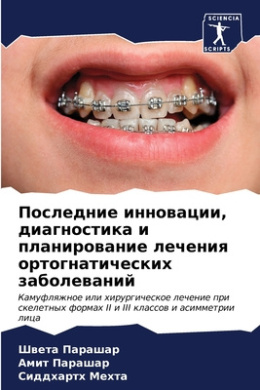 SCIENCIA
SCRIPTS
Последние инновации,
диагностика и
планирование лечения
ортогнатических
заболеваний
Камуфляжное или хирургическое лечение при
скелетных формах II и III классов и асимметрии
лица
Швета Парашар
Амит Парашар
Сиддхартх Мехта